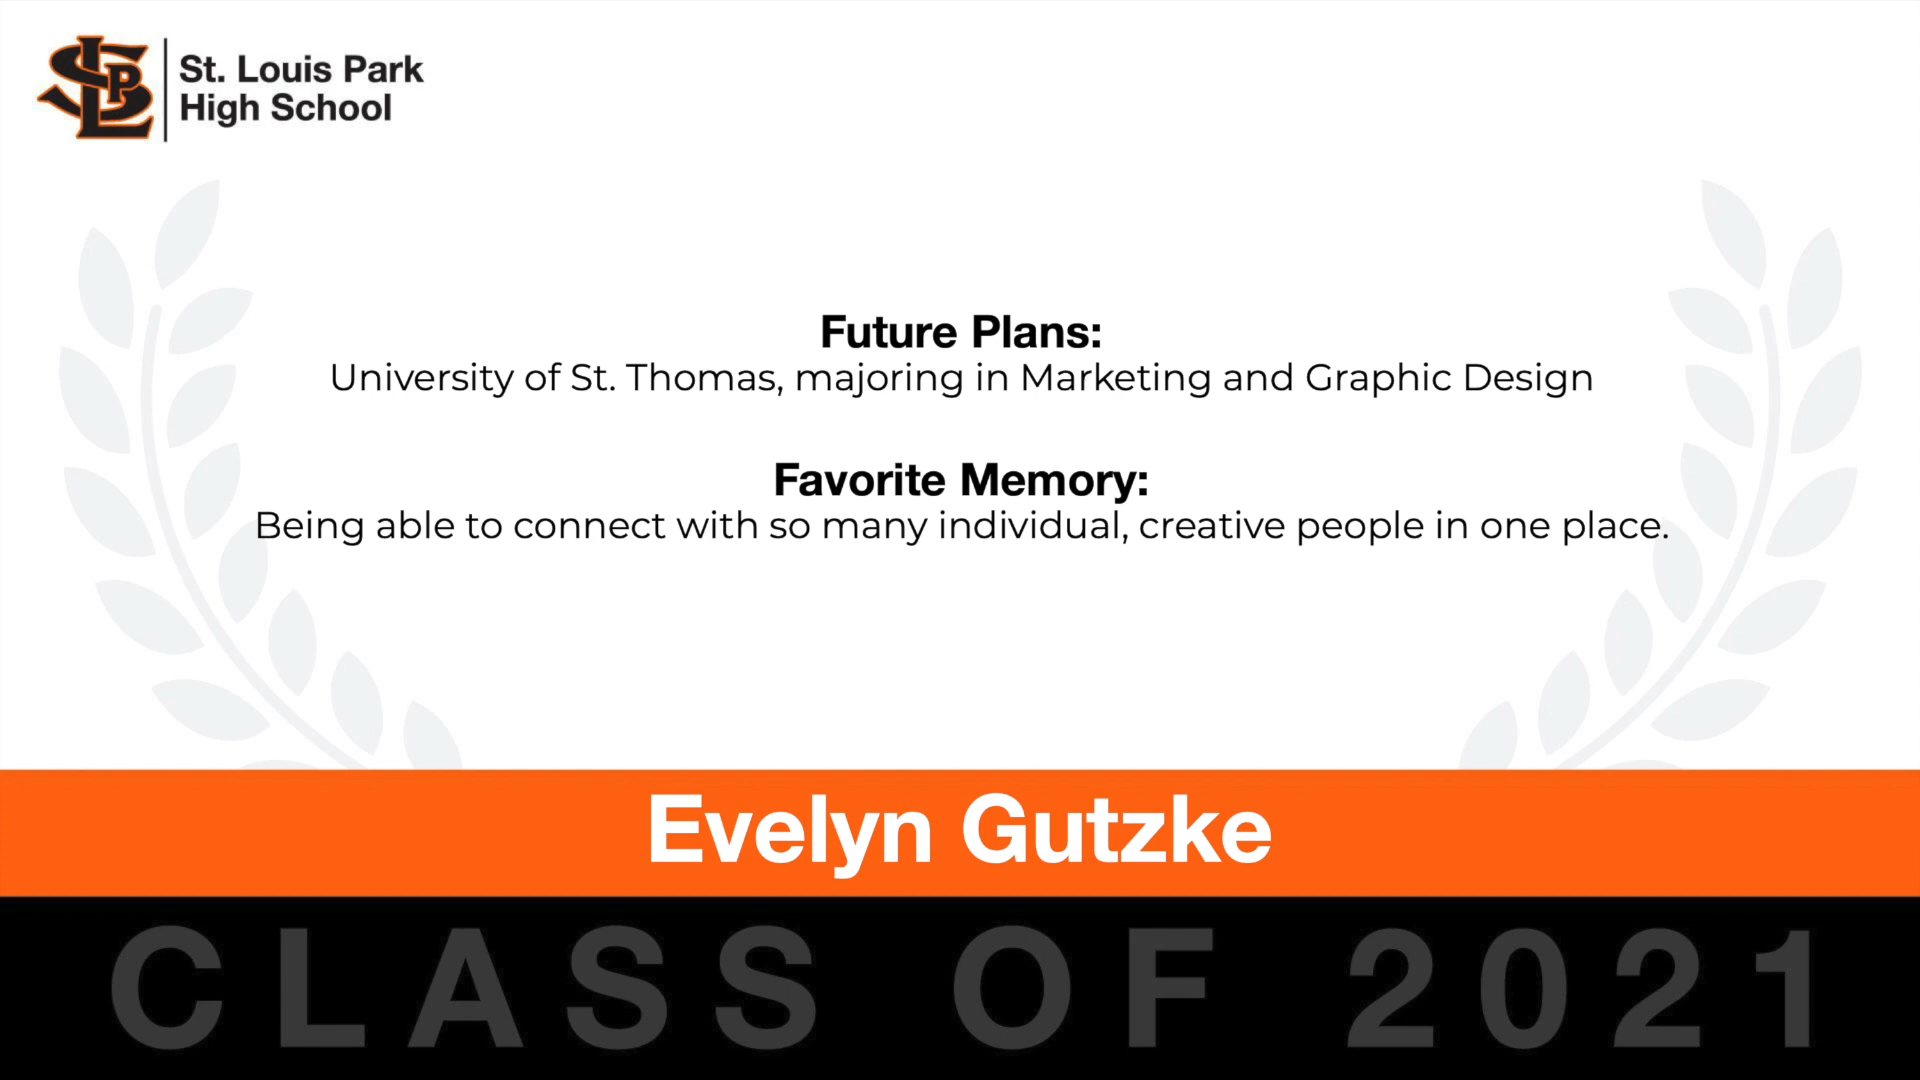 SLP
St. Louis Park
High School
Future Plans:
University of St. Thomas, majoring in Marketing and Graphic Design
Favorite Memory:
Being able to connect with so many individual, creative people in one place.
Evelyn Gutzke
CLASS OF 2021